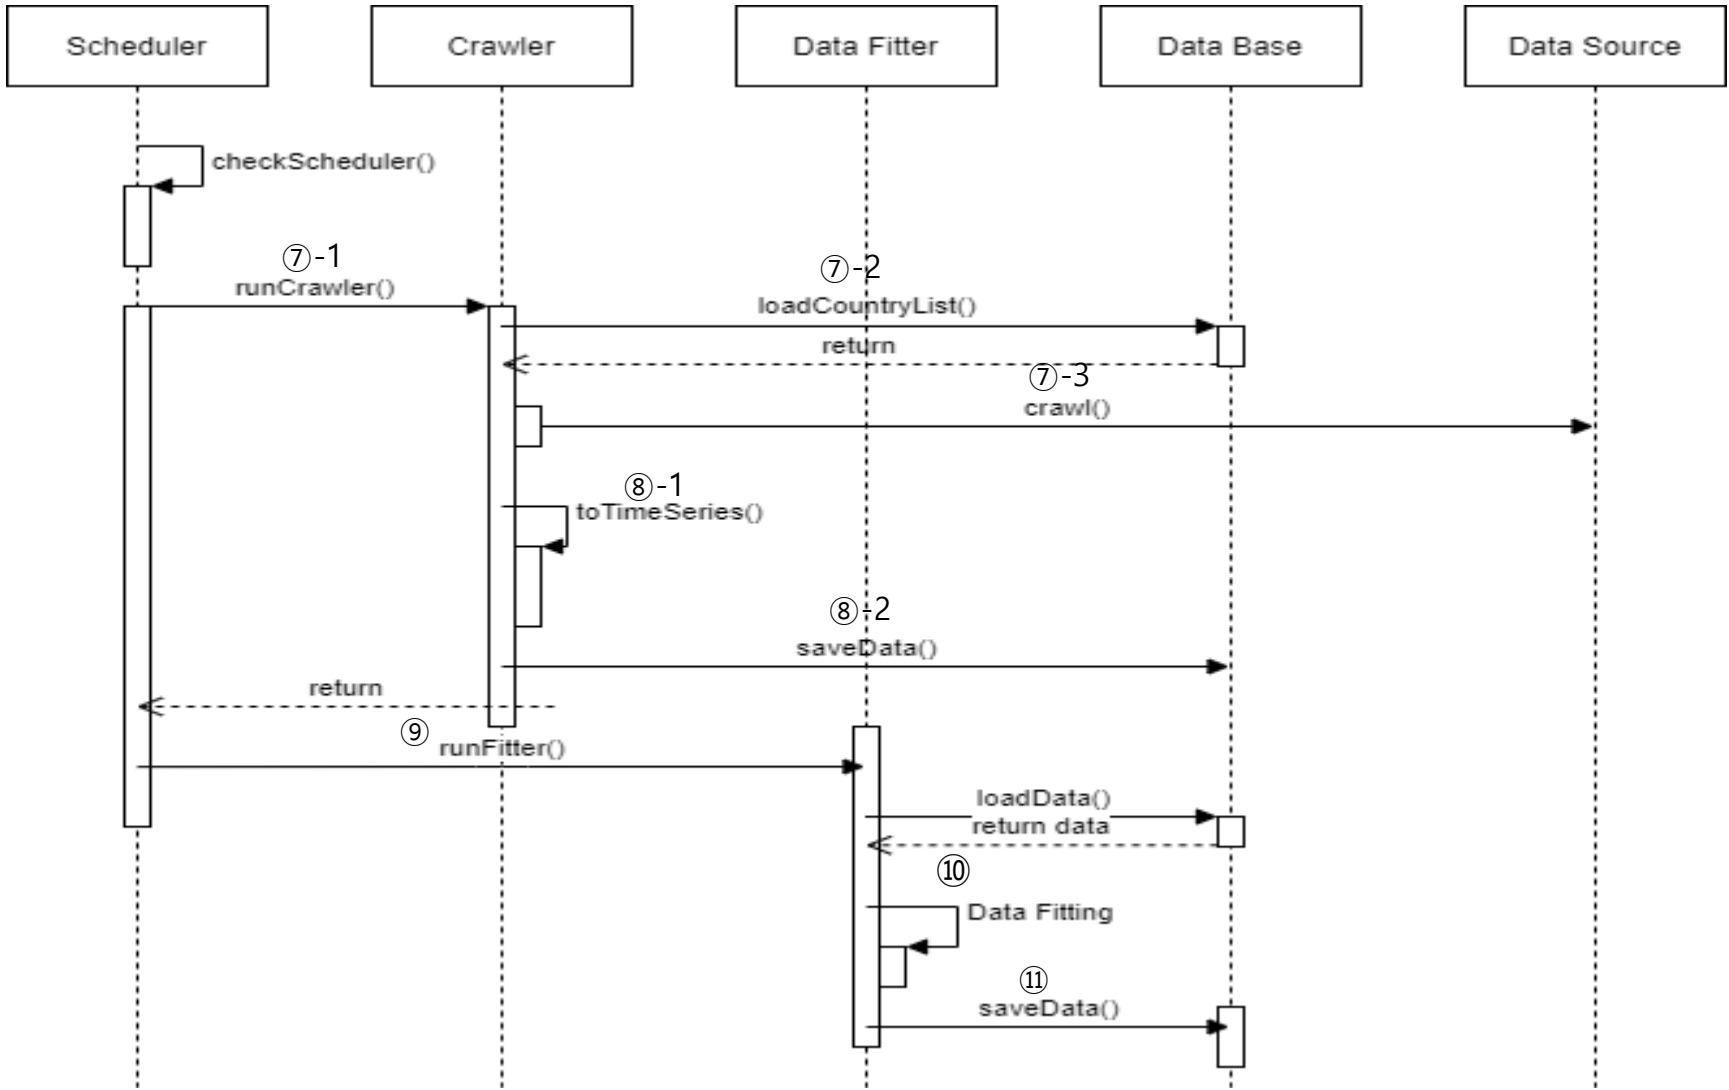 Scheduler
Crawler
Data Fitter
Data Base
Data Source
checkScheduler()
⑦-1
runCrawler()
⑦-2
loadCountryList()
return
⑦-3
crawl()
⑧-1
toTimeSeries()
⑧-2
saveData()
return
⑨
runFitter()
loadData()
return data
⑩
Data Fitting
⑪
saveData()